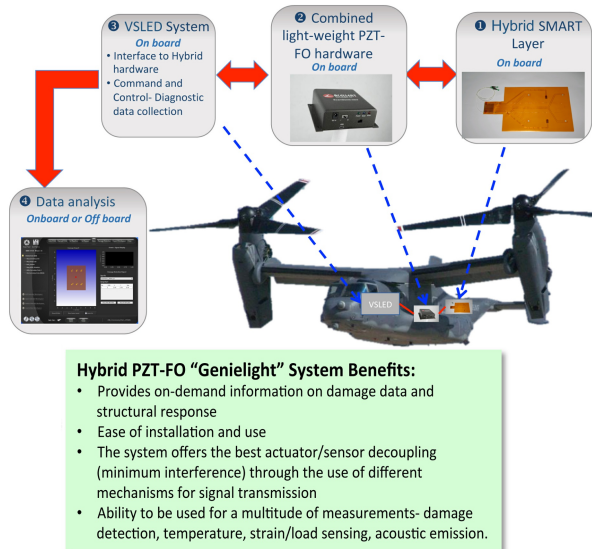 ❸ VSLED System
On board
• Interface to Hybrid
hardware
• Command and
Control- Diagnostic
data collection
❷ Combined
light-weight PZT-
FO hardware
On board
❶ Hybrid SMART
Layer
On board
❹ Data analysis
Onboard or Off board
VSLED
Hybrid PZT-FO “Genielight” System Benefits:
• Provides on-demand information on damage data and
structural response
• Ease of installation and use
• The system offers the best actuator/sensor decoupling
(minimum interference) through the use of different
mechanisms for signal transmission
• Ability to be used for a multitude of measurements- damage
detection, temperature, strain/load sensing, acoustic emission.